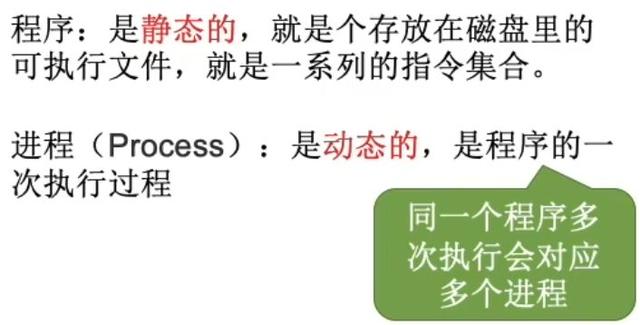 程序：是静态的，就是个存放在磁盘里的
可执行文件，就是一系列的指令集合。
进程（Process）：是动态的，是程序的一
次执行过程
同一个程序多
次执行会对应
多个进程